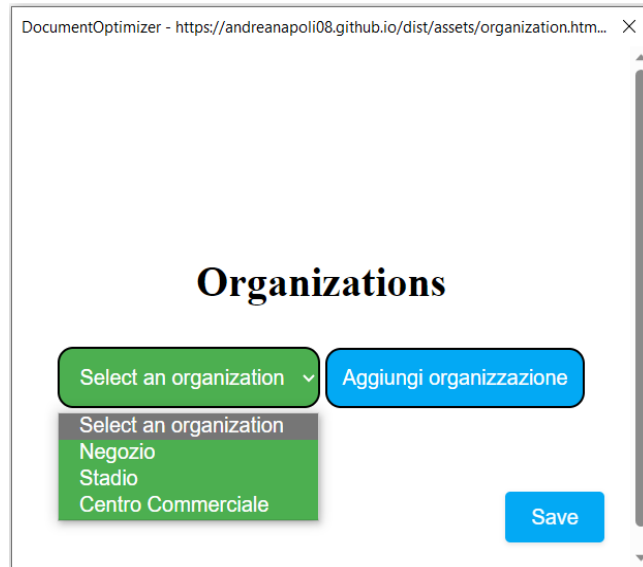 DocumentOptimizer - https://andreanapoli08.github.io/dist/assets/organization.htm...
Organizations
Select an organization
Aggiungi organizzazione
Select an organization
Negozio
Stadio
Centro Commerciale
Save